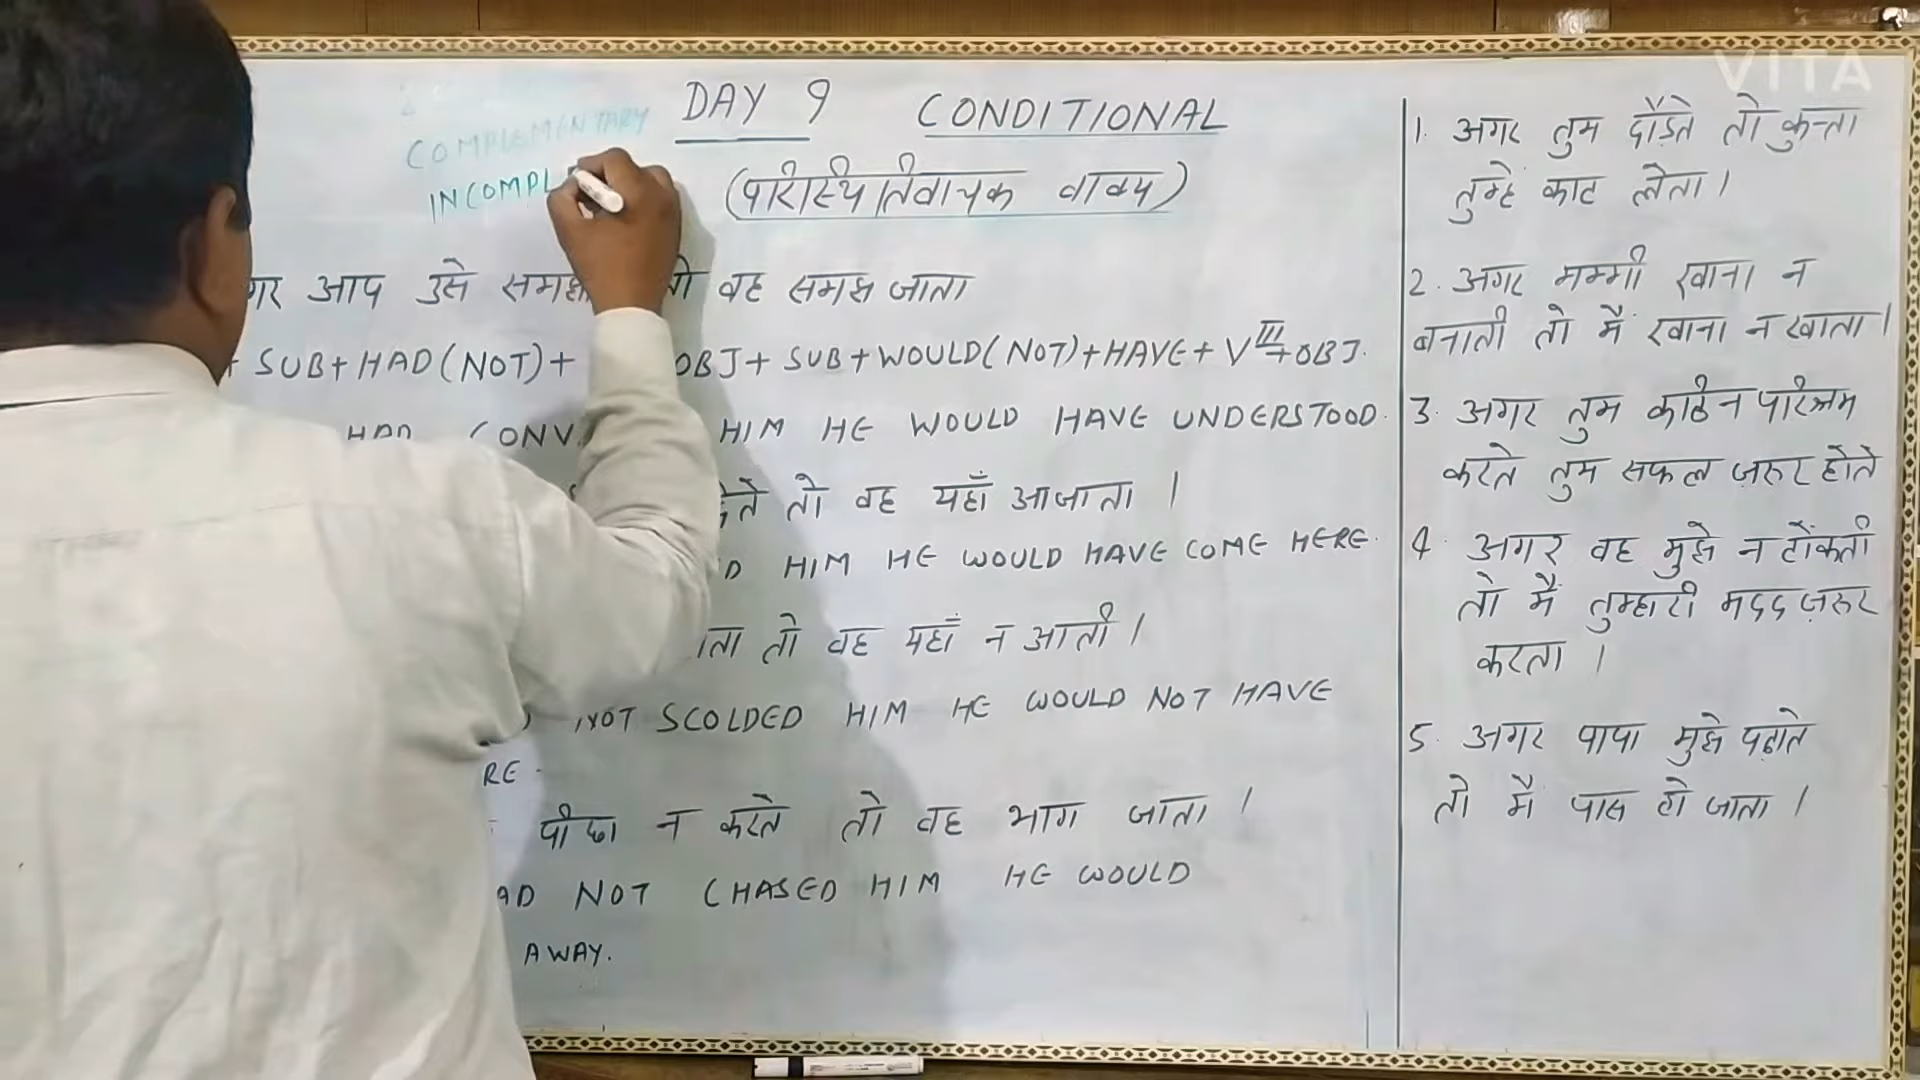 VITA
DAY 9 CONDITIONAL
COMPLEMENTARY
INCOMPL
(परिस्थितिवाचक वाक्य)
गर आप उसे समझा तो वह समझ जाता
+ SUB+HAD(NOT)+ OBJ+ SUB+WOULD(NOT)+HAVE+VIII+OBJ.
HAD CONV HIM HE WOULD HAVE UNDERSTOOD.
देते तो वह यहाँ आजाता ।
D HIM HE WOULD HAVE COME HERE.
ता तो वह यहाँ न आती ।
NOT SCOLDED HIM HE WOULD NOT HAVE
RE.
पीछा न करते तो वह भाग जाता ।
AD NOT CHASED HIM HE WOULD
AWAY.
1. अगर तुम दौड़ते तो कुत्ता
तुम्हे काट लेता ।
2. अगर मम्मी खाना न
बनाती तो मैं खाना न खाता ।
3. अगर तुम कठिन परिश्रम
करते तुम सफल ज़रूर होते
4. अगर वह मुझे न टोंकती
तो मैं तुम्हारी मदद ज़रूर
करता ।
5. अगर पापा मुझे पढ़ाते
तो मैं पास हो जाता ।